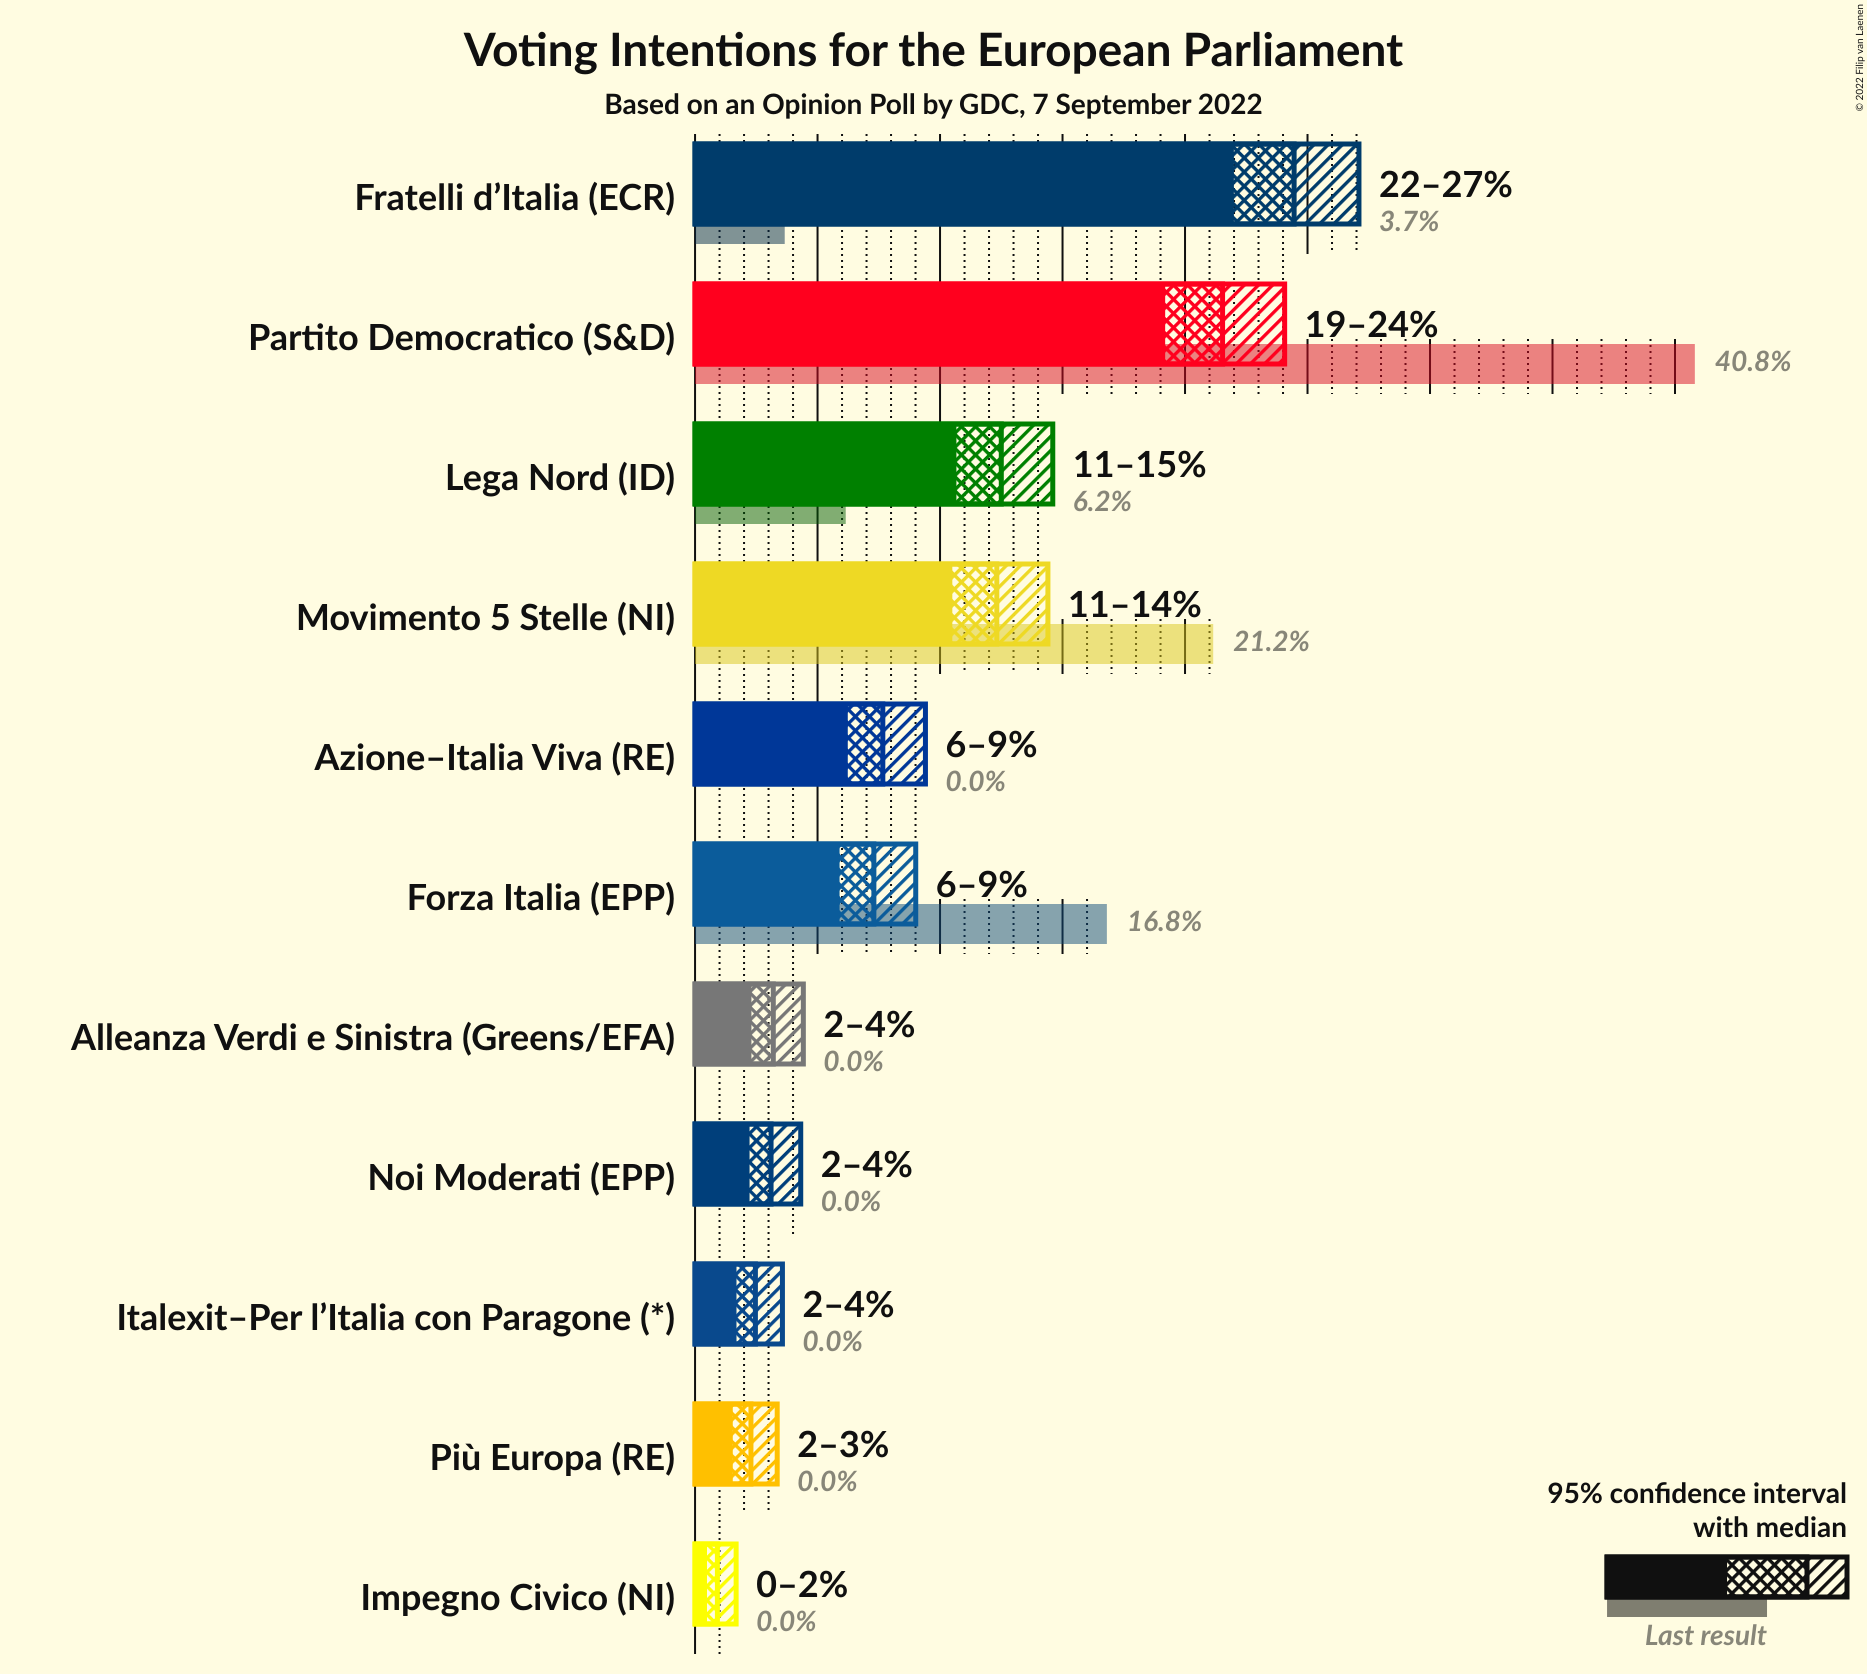 Voting Intentions for the European Parliament
Based on an Opinion Poll by GDC, 7 September 2022
© 2022 Filip van Laenen
Fratelli d’Italia (ECR)
22–27%
3.7%
Partito Democratico (S&D)
19–24%
40.8%
Lega Nord (ID)
11–15%
6.2%
Movimento 5 Stelle (NI)
11–14%
21.2%
Azione–Italia Viva (RE)
6–9%
0.0%
Forza Italia (EPP)
6–9%
16.8%
Alleanza Verdi e Sinistra (Greens/EFA)
2–4%
0.0%
Noi Moderati (EPP)
2–4%
0.0%
Italexit–Per l’Italia con Paragone (*)
2–4%
0.0%
Più Europa (RE)
2–3%
0.0%
Impegno Civico (NI)
0–2%
0.0%
95% confidence interval
with median
Last result